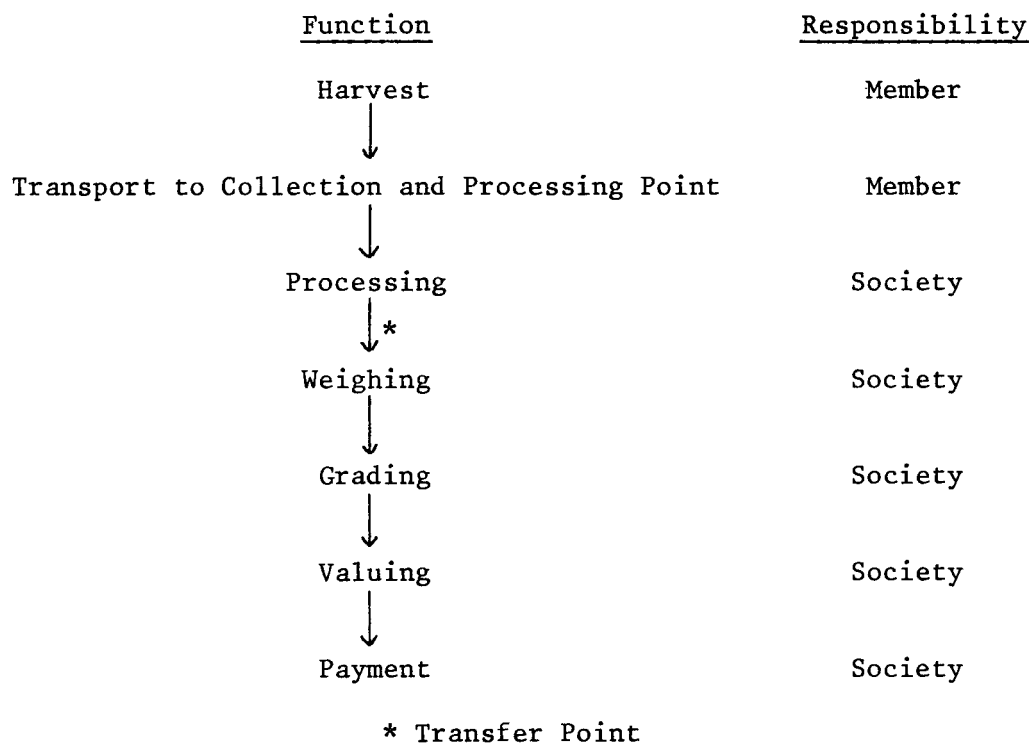 Function Responsibility
Harvest Member
Transport to Collection and Processing Point Member
Processing Society
*
Weighing Society
Grading Society
Valuing Society
Payment Society
* Transfer Point